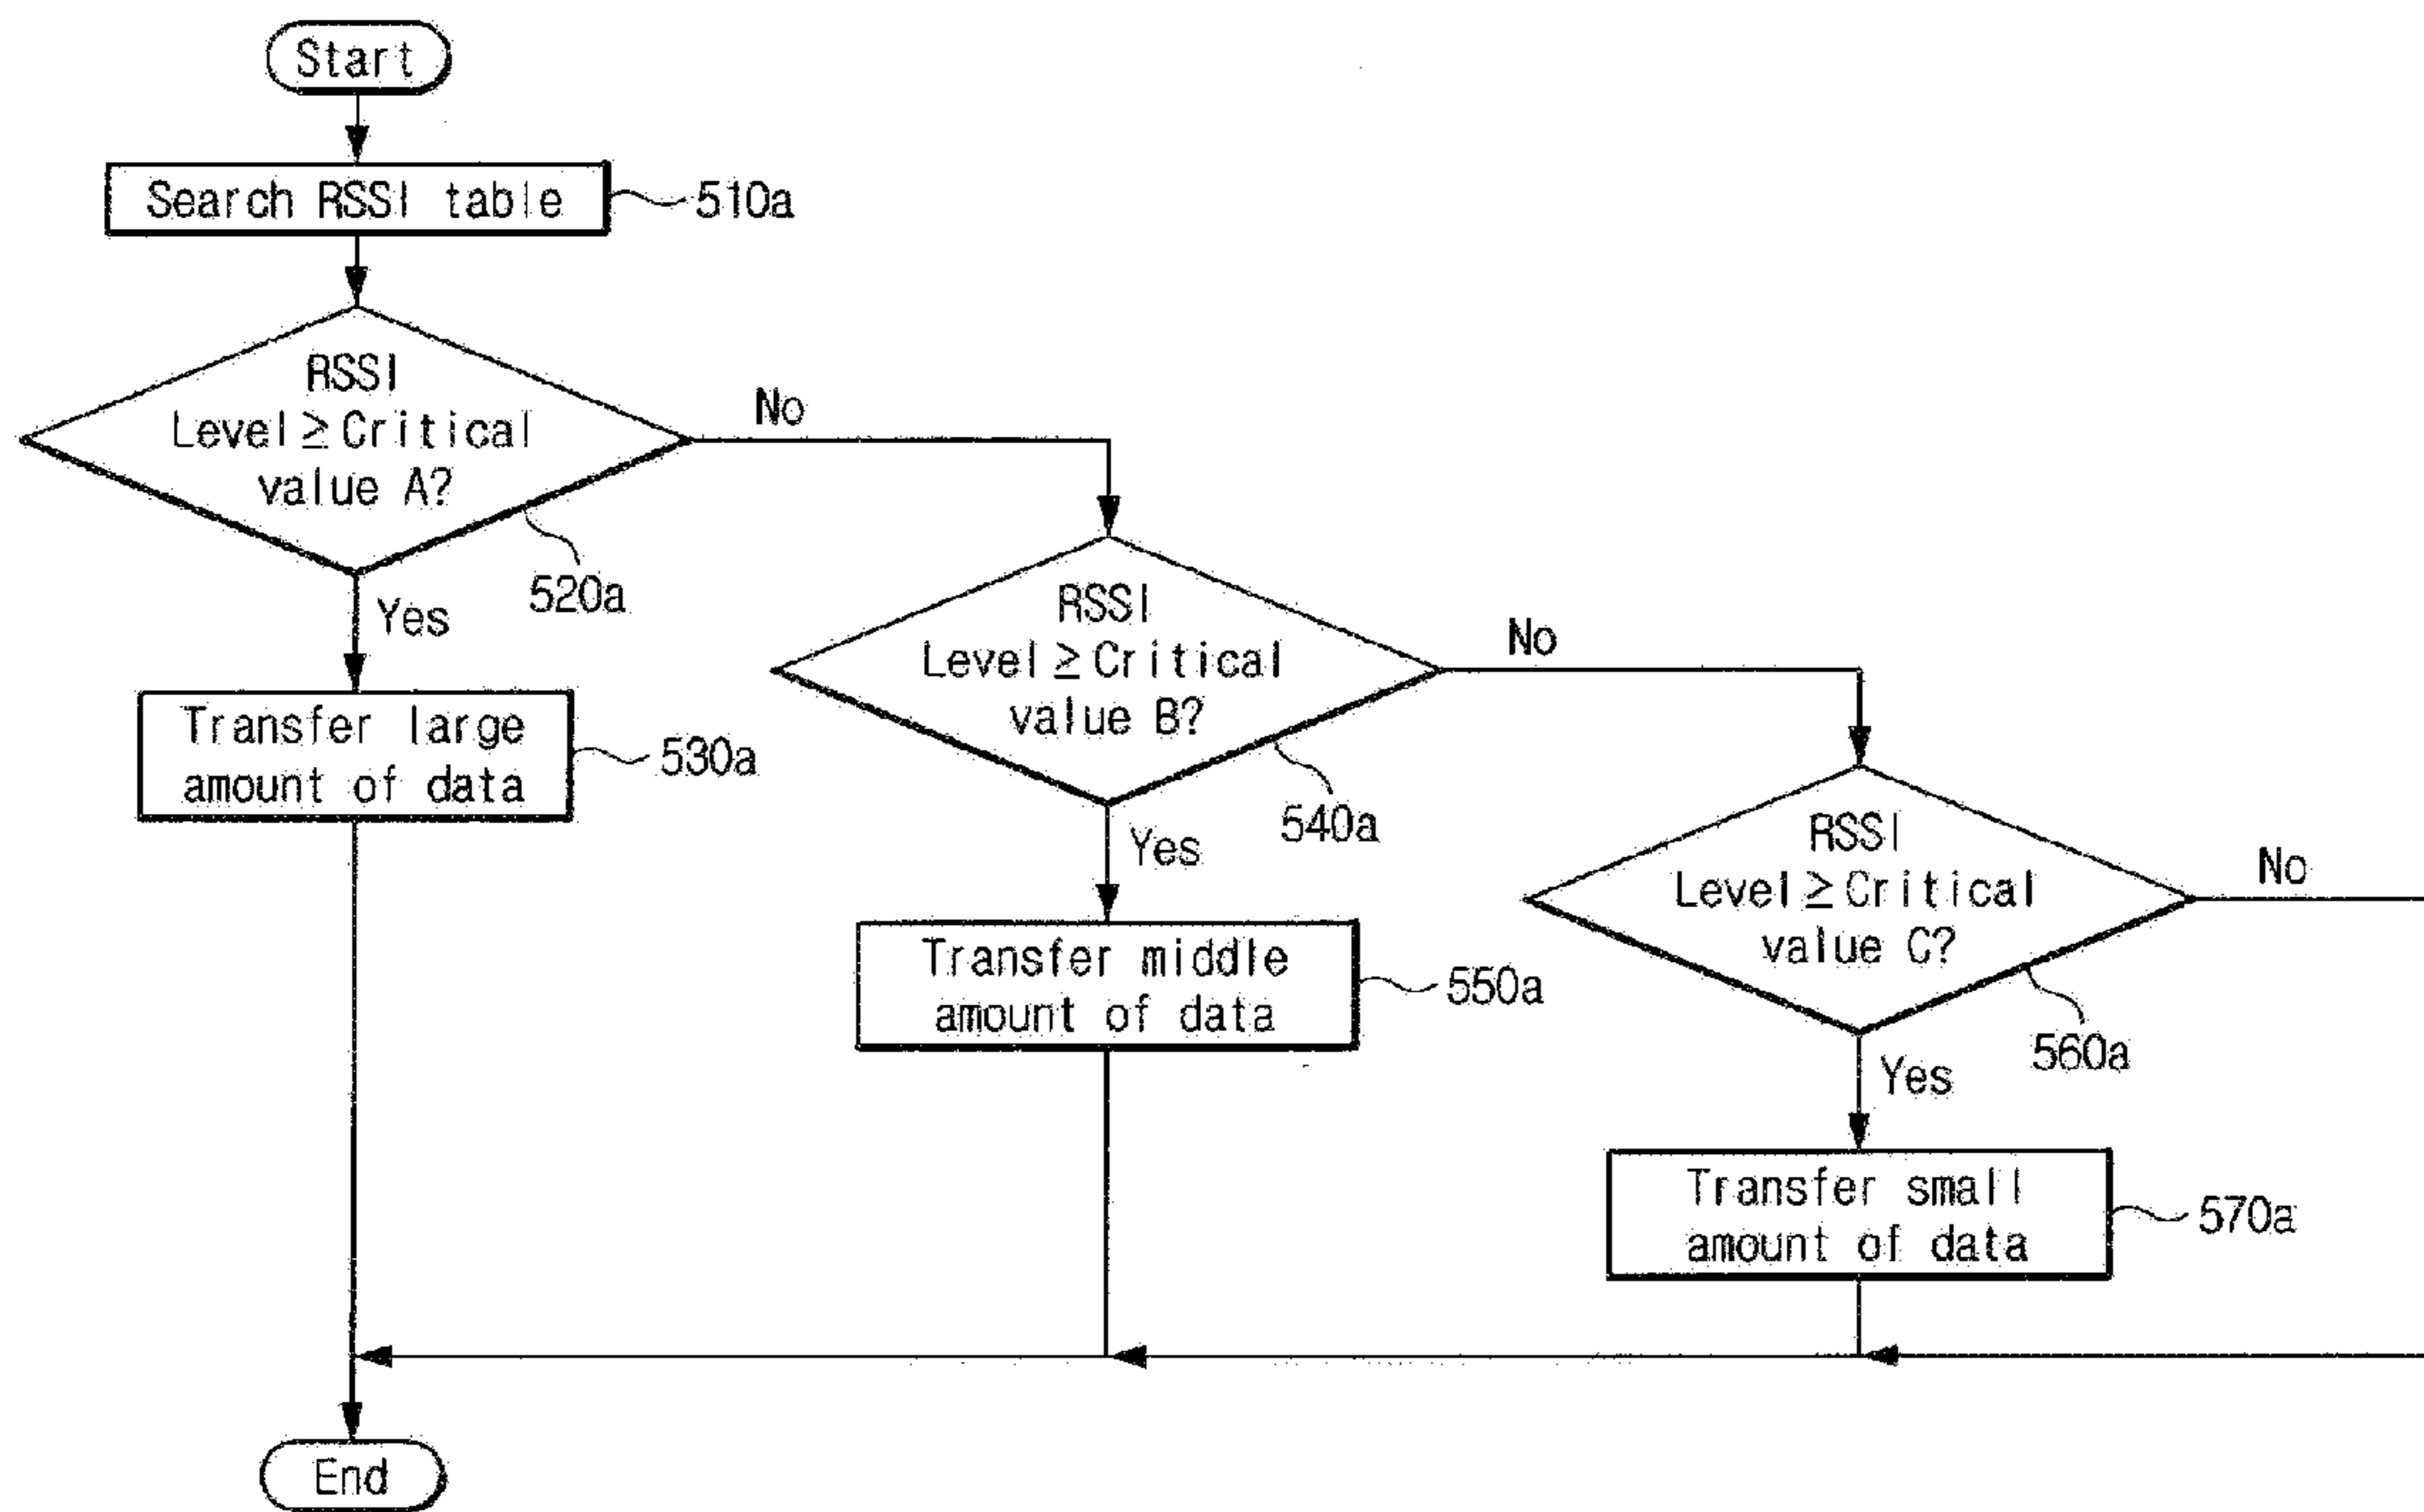 Start
Search RSSI table
510a
RSSI
Level ≥ Critical
value A?
No
520a
Yes
Transfer large
amount of data
530a
RSSI
Level ≥ Critical
value B?
No
540a
Yes
Transfer middle
amount of data
550a
RSSI
Level ≥ Critical
value C?
No
560a
Yes
Transfer small
amount of data
570a
End